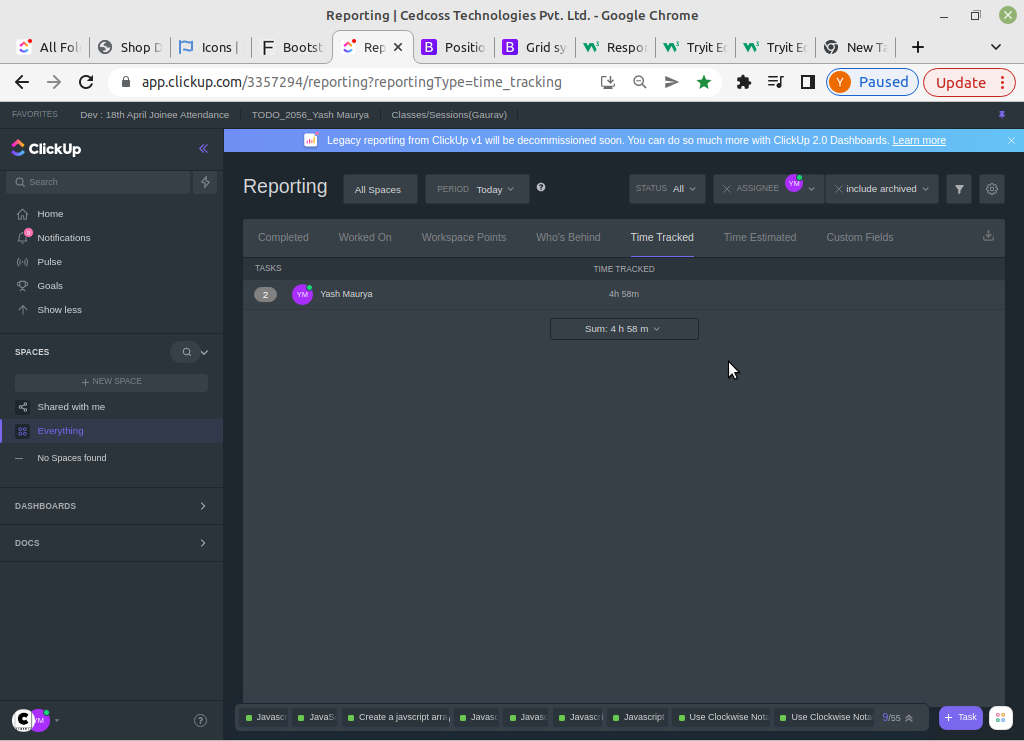 Reporting | Cedcoss Technologies Pvt. Ltd. - Google Chrome
All Fol Shop D Icons | Boots Rep Positio Grid sy Respo Tryit Ed Tryit Ed New Ta
app.clickup.com/3357294/reporting?reportingType=time_tracking Y Paused Update
FAVORITES Dev : 18th April Joinee Attendance TODO_2056_Yash Maurya Classes/Sessions(Gaurav)
Legacy reporting from ClickUp v1 will be decommissioned soon. You can do so much more with ClickUp 2.0 Dashboards. Learn more
ClickUp
Search
Home
Notifications
Pulse
Goals
Show less
SPACES
NEW SPACE
Shared with me
Everything
No Spaces found
DASHBOARDS
DOCS
YM
Reporting All Spaces PERIOD Today STATUS All ASSIGNEE YM include archived
Completed Worked On Workspace Points Who's Behind Time Tracked Time Estimated Custom Fields
TASKS TIME TRACKED
2 YM Yash Maurya 4h 58m
Sum: 4 h 58 m
Javasc JavaS Create a javscript arra Javasc Javas Javasc Javascript Use Clockwise Nota Use Clockwise Nota 9/55 + Task